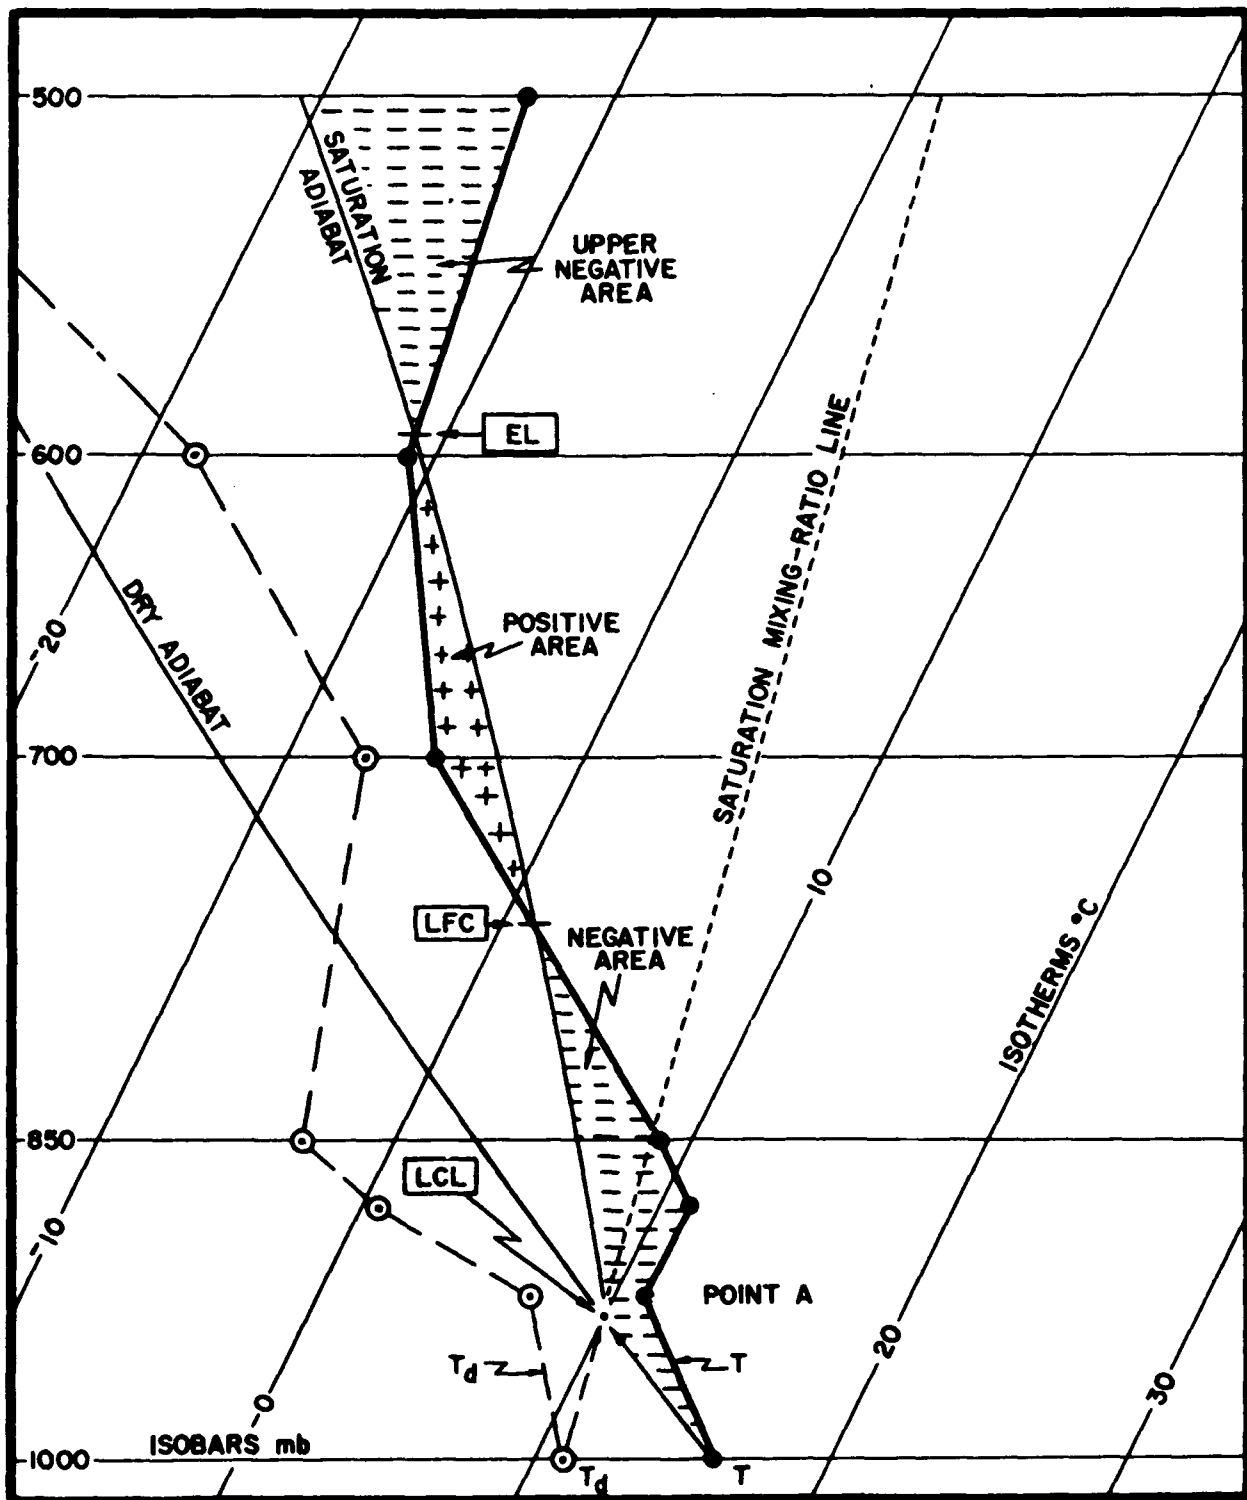 500
SATURATION
ADIABAT
UPPER
NEGATIVE
AREA
EL
600
SATURATION MIXING-RATIO LINE
DRY ADIABAT
-20
POSITIVE
AREA
700
10
LFC
NEGATIVE
AREA
ISOTHERMS °C
850
LCL
-10
POINT A
Td
T
20
30
0
ISOBARS mb
1000
Td
T